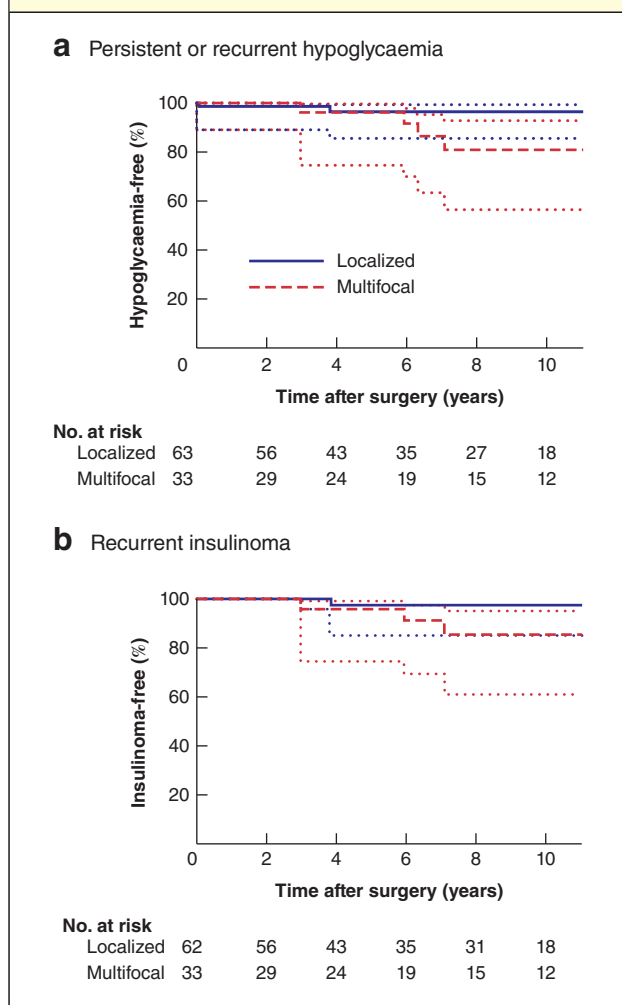 a Persistent or recurrent hypoglycaemia
100
80
60
40
20
Hypoglycaemia-free (%)
Localized
Multifocal
0 2 4 6 8 10
Time after surgery (years)
No. at risk
Localized 63 56 43 35 27 18
Multifocal 33 29 24 19 15 12
b Recurrent insulinoma
100
80
60
40
20
Insulinoma-free (%)
0 2 4 6 8 10
Time after surgery (years)
No. at risk
Localized 62 56 43 35 31 18
Multifocal 33 29 24 19 15 12